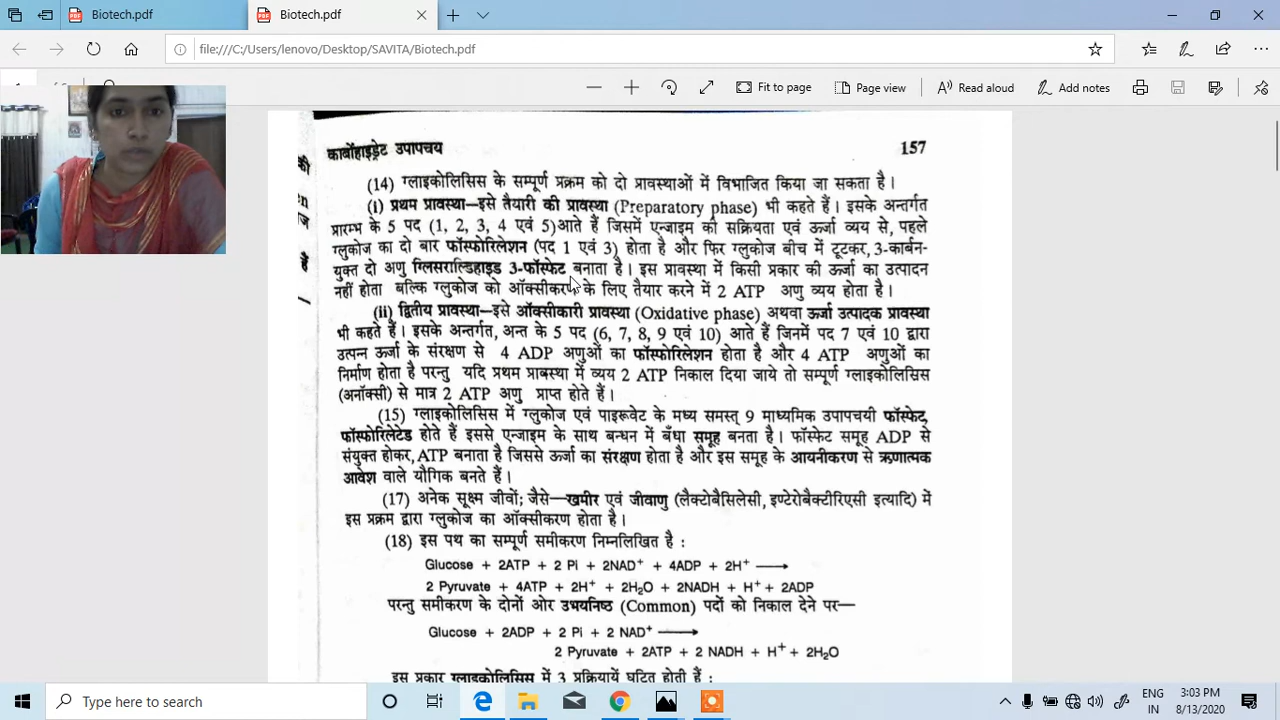 Biotech.pdf
Biotech.pdf
file:///C:/Users/lenovo/Desktop/SAVITA/Biotech.pdf
Fit to page
Page view
Read aloud
Add notes
कार्बोहाइड्रेट उपापचय 157
(14) ग्लाइकोलिसिस के सम्पूर्ण प्रक्रम को दो प्रावस्थाओं में विभाजित किया जा सकता है।
(i) प्रथम प्रावस्था—इसे तैयारी की प्रावस्था (Preparatory phase) भी कहते हैं। इसके अन्तर्गत
प्रारम्भ के 5 पद (1, 2, 3, 4 एवं 5)आते हैं जिसमें एन्जाइम की सक्रियता एवं ऊर्जा व्यय से, पहले
ग्लुकोज का दो बार फॉस्फोरिलेशन (पद 1 एवं 3) होता है और फिर ग्लुकोज बीच में टूटकर, 3-कार्बन-
युक्त दो अणु ग्लिसराल्डिहाइड 3-फॉस्फेट बनाता है। इस प्रावस्था में किसी प्रकार की ऊर्जा का उत्पादन
नहीं होता बल्कि ग्लुकोज को ऑक्सीकरण के लिए तैयार करने में 2 ATP अणु व्यय होता है।
(ii) द्वितीय प्रावस्था—इसे ऑक्सीकारी प्रावस्था (Oxidative phase) अथवा ऊर्जा उत्पादक प्रावस्था
भी कहते हैं। इसके अन्तर्गत, अन्त के 5 पद (6, 7, 8, 9 एवं 10) आते हैं जिनमें पद 7 एवं 10 द्वारा
उत्पन्न ऊर्जा के संरक्षण से 4 ADP अणुओं का फॉस्फोरिलेशन होता है और 4 ATP अणुओं का
निर्माण होता है परन्तु यदि प्रथम प्राबस्था में व्यय 2 ATP निकाल दिया जाये तो सम्पूर्ण ग्लाइकोलिसिस
(अनॉक्सी) से मात्र 2 ATP अणु प्राप्त होते हैं।
(15) ग्लाइकोलिसिस में ग्लुकोज एवं पाइरूवेट के मध्य समस्त् 9 माध्यमिक उपापचयी फॉस्फेट,
फॉस्फोरिलेटेड होते हैं इससे एन्जाइम के साथ बन्धन में बँधा समूह बनता है। फॉस्फेट समूह ADP से
संयुक्त होकर, ATP बनाता है जिससे ऊर्जा का संरक्षण होता है और इस समूह के आयनीकरण से ऋणात्मक
आवेश वाले यौगिक बनते हैं।
(17) अनेक सूक्ष्म जीवों; जैसे—खमीर एवं जीवाणु (लैक्टोबैसिलेसी, इण्टेरोबैक्टीरिएसी इत्यादि) में
इस प्रक्रम द्वारा ग्लुकोज का ऑक्सीकरण होता है।
(18) इस पथ का सम्पूर्ण समीकरण निम्नलिखित है :
Glucose + 2ATP + 2 Pi + 2NAD⁺ + 4ADP + 2H⁺ ⟶
2 Pyruvate + 4ATP + 2H⁺ + 2H₂O + 2NADH + H⁺ + 2ADP
परन्तु समीकरण के दोनों ओर उभयनिष्ठ (Common) पदों को निकाल देने पर—
Glucose + 2ADP + 2 Pi + 2 NAD⁺ ⟶
2 Pyruvate + 2ATP + 2 NADH + H⁺ + 2H₂O
इस प्रकार ग्लाइकोलिसिस में 3 प्रक्रियायें घटित होती हैं :
Type here to search
ENG 3:03 PM
IN 8/13/2020